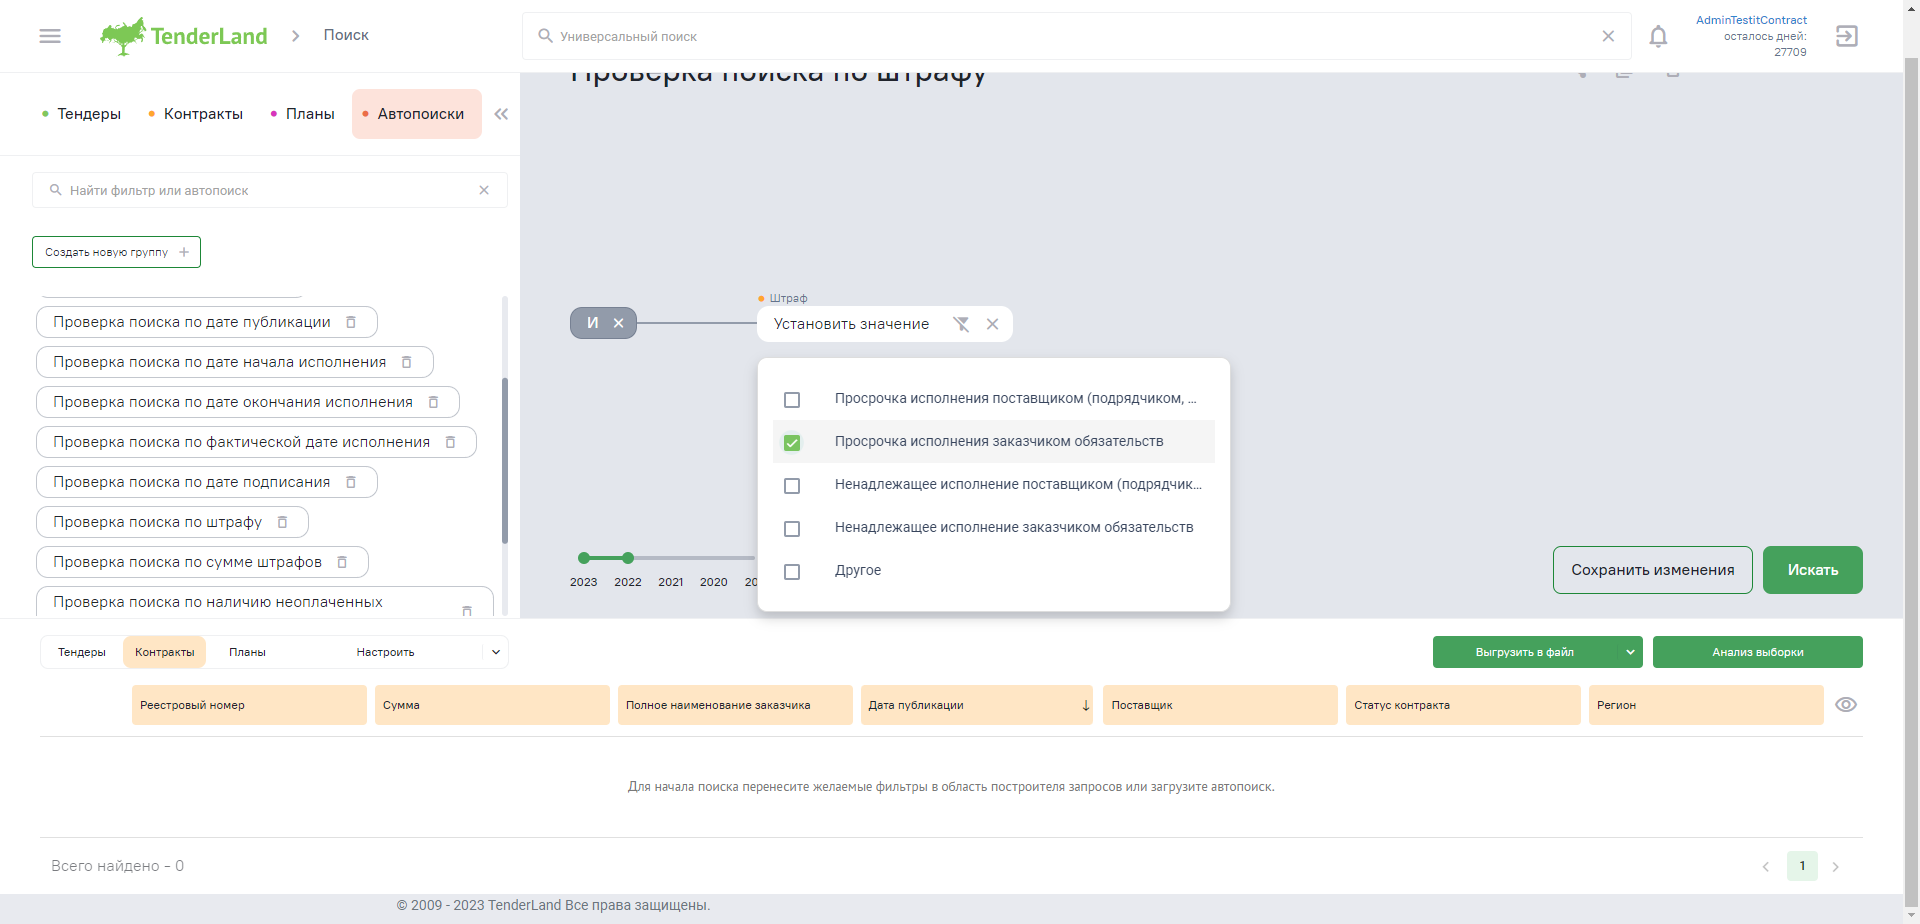 TenderLand
Поиск
Универсальный поиск
AdminTestitContract
осталось дней:
27709
Тендеры
Контракты
Планы
Автопоиски
Проверка поиска по штрафу
Найти фильтр или автопоиск
Создать новую группу
Проверка поиска по дате публикации
Проверка поиска по дате начала исполнения
Проверка поиска по дате окончания исполнения
Проверка поиска по фактической дате исполнения
Проверка поиска по дате подписания
Проверка поиска по штрафу
Проверка поиска по сумме штрафов
Проверка поиска по наличию неоплаченных
И
Штраф
Установить значение
Просрочка исполнения поставщиком (подрядчиком, ...
Просрочка исполнения заказчиком обязательств
Ненадлежащее исполнение поставщиком (подрядчик...
Ненадлежащее исполнение заказчиком обязательств
Другое
2023 2022 2021 2020 20
Сохранить изменения
Искать
Тендеры
Контракты
Планы
Настроить
Выгрузить в файл
Анализ выборки
Реестровый номер
Сумма
Полное наименование заказчика
Дата публикации
Поставщик
Статус контракта
Регион
Для начала поиска перенесите желаемые фильтры в область построителя запросов или загрузите автопоиск.
Всего найдено - 0
1
© 2009 - 2023 TenderLand Все права защищены.